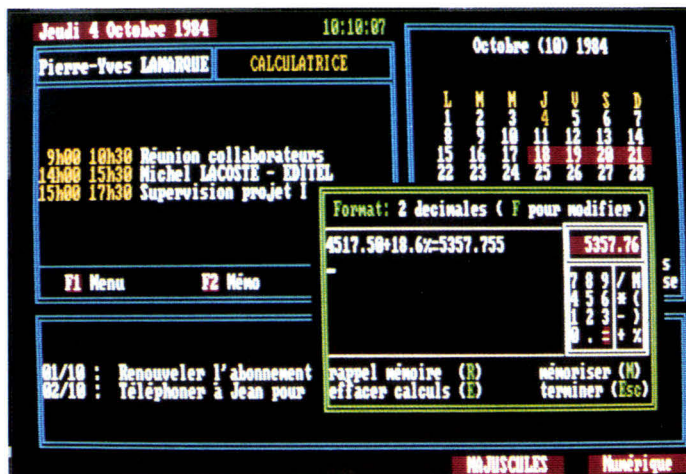 Jeudi 4 Octobre 1984
10:10:07
Pierre-Yves LAMARQUE
CALCULATRICE
9h00 10h30 Réunion collaborateurs
14h00 15h30 Michel LACOSTE - EDITEL
15h00 17h30 Supervision projet I
F1 Menu
F2 Mémo
Octobre (10) 1984
L M M J V S D
1 2 3 4 5 6 7
8 9 10 11 12 13 14
15 16 17 18 19 20 21
22 23 24 25 26 27 28
s
se
Format: 2 decimales ( F pour modifier )
4517.50+18.6%=5357.755
5357.76
7 8 9 / M
4 5 6 * (
1 2 3 - )
0 . = + %
rappel mémoire (R)
mémoriser (M)
effacer calculs (E)
terminer (Esc)
01/10 : Renouveler l'abonnement
02/10 : Téléphoner à Jean pour
MAJUSCULES
Numérique